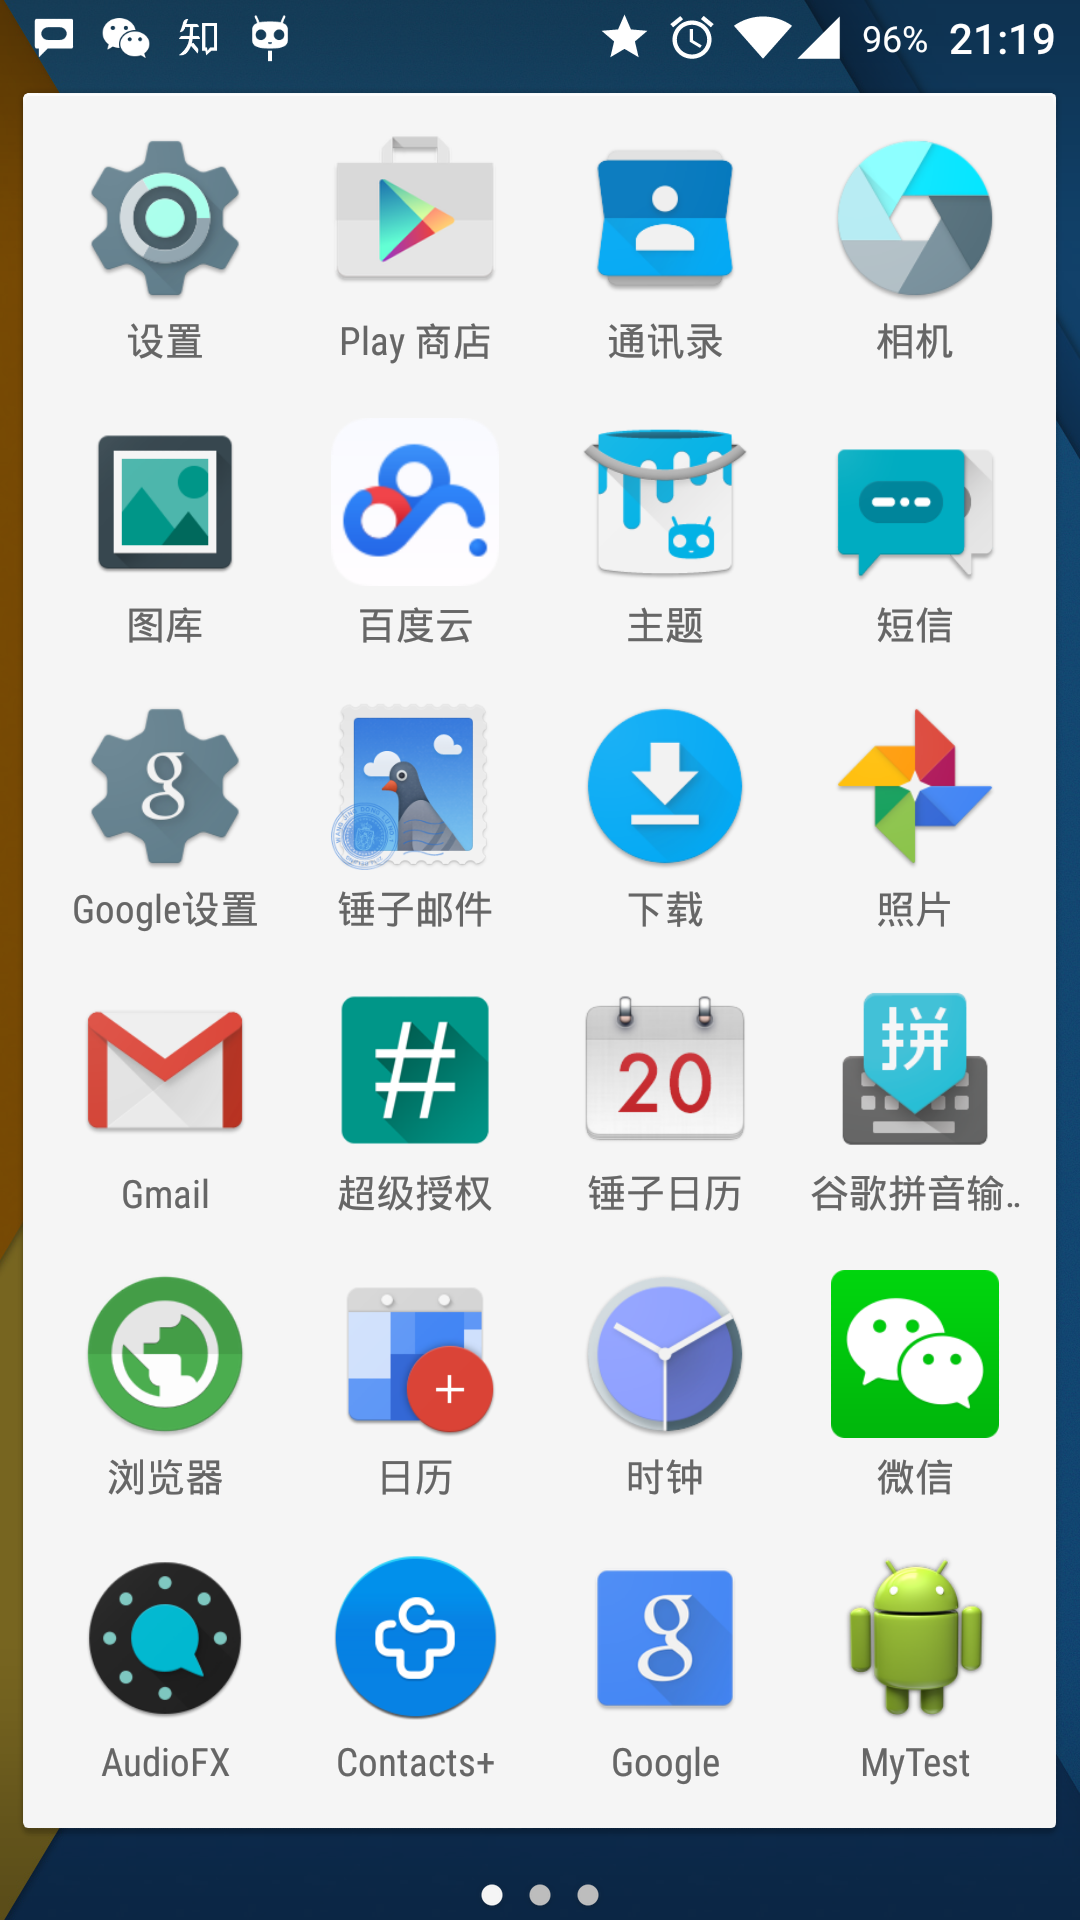 知 96% 21:19
设置 Play 商店 通讯录 相机
图库 百度云 主题 短信
Google设置 锤子邮件 下载 照片
#
20
拼
Gmail 超级授权 锤子日历 谷歌拼音输..
浏览器 日历 时钟 微信
AudioFX Contacts+ Google MyTest